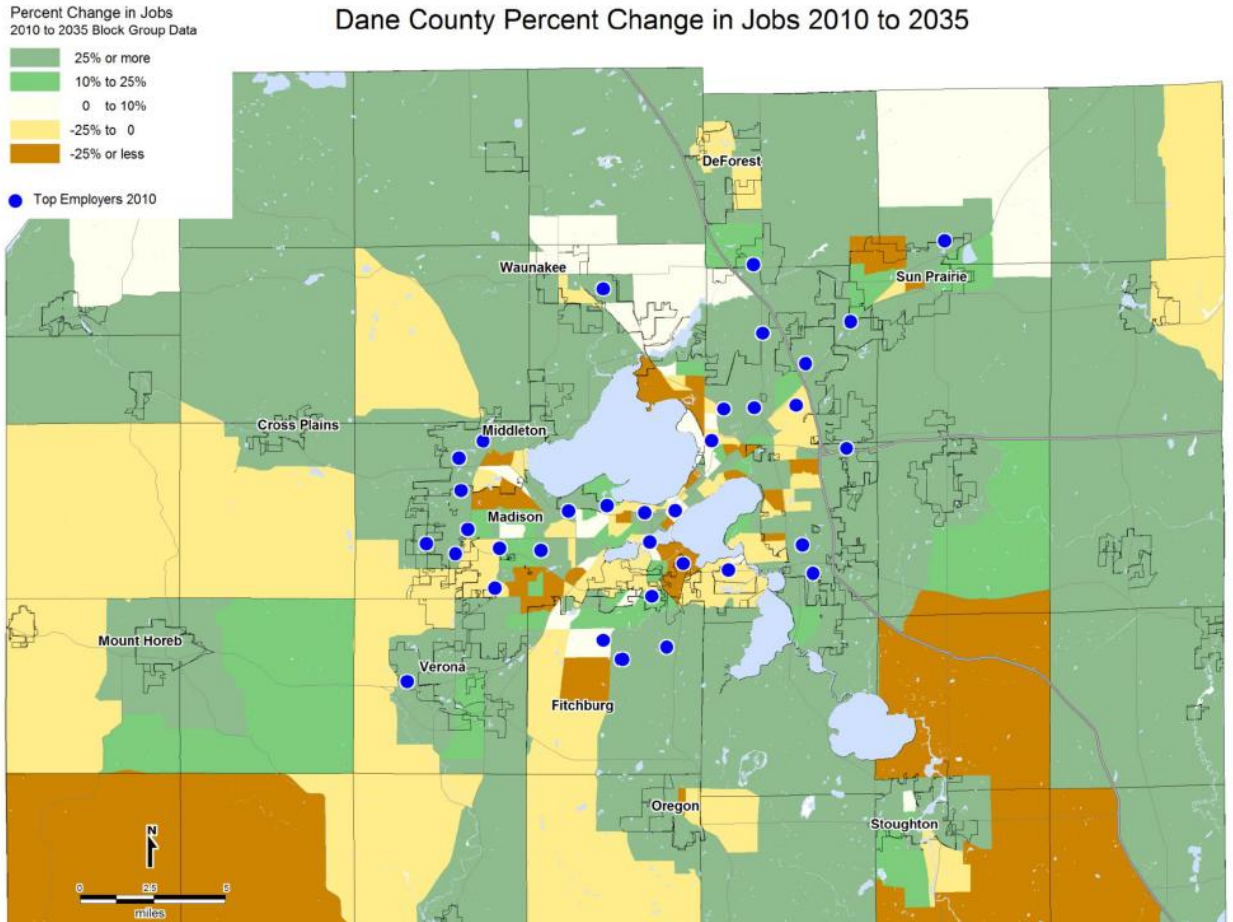 Percent Change in Jobs
2010 to 2035 Block Group Data
25% or more
10% to 25%
0 to 10%
-25% to 0
-25% or less
Top Employers 2010
Dane County Percent Change in Jobs 2010 to 2035
DeForest
Waunakee
Sun Prairie
Cross Plains
Middleton
Madison
Mount Horeb
Verona
Fitchburg
Oregon
Stoughton
N
0 2.5 5
miles